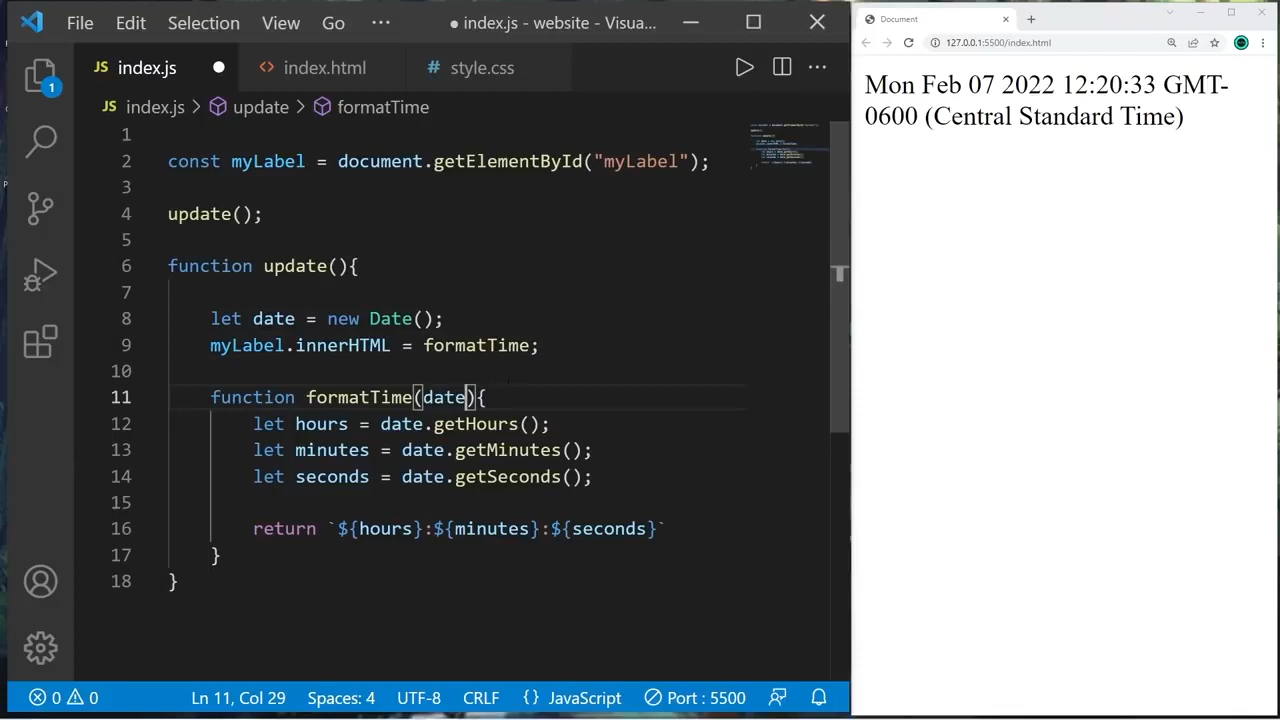 File Edit Selection View Go ··· ● index.js - website - Visua...
JS index.js ● <> index.html # style.css ···
JS index.js > update > formatTime
1
2 const myLabel = document.getElementById("myLabel");
3
4 update();
5
6 function update(){
7
8 let date = new Date();
9 myLabel.innerHTML = formatTime;
10
11 function formatTime(date){
12 let hours = date.getHours();
13 let minutes = date.getMinutes();
14 let seconds = date.getSeconds();
15
16 return `${hours}:${minutes}:${seconds}`
17 }
18 }
1
0 0 Ln 11, Col 29 Spaces: 4 UTF-8 CRLF {} JavaScript Port : 5500
Document
127.0.0.1:5500/index.html
Mon Feb 07 2022 12:20:33 GMT-
0600 (Central Standard Time)